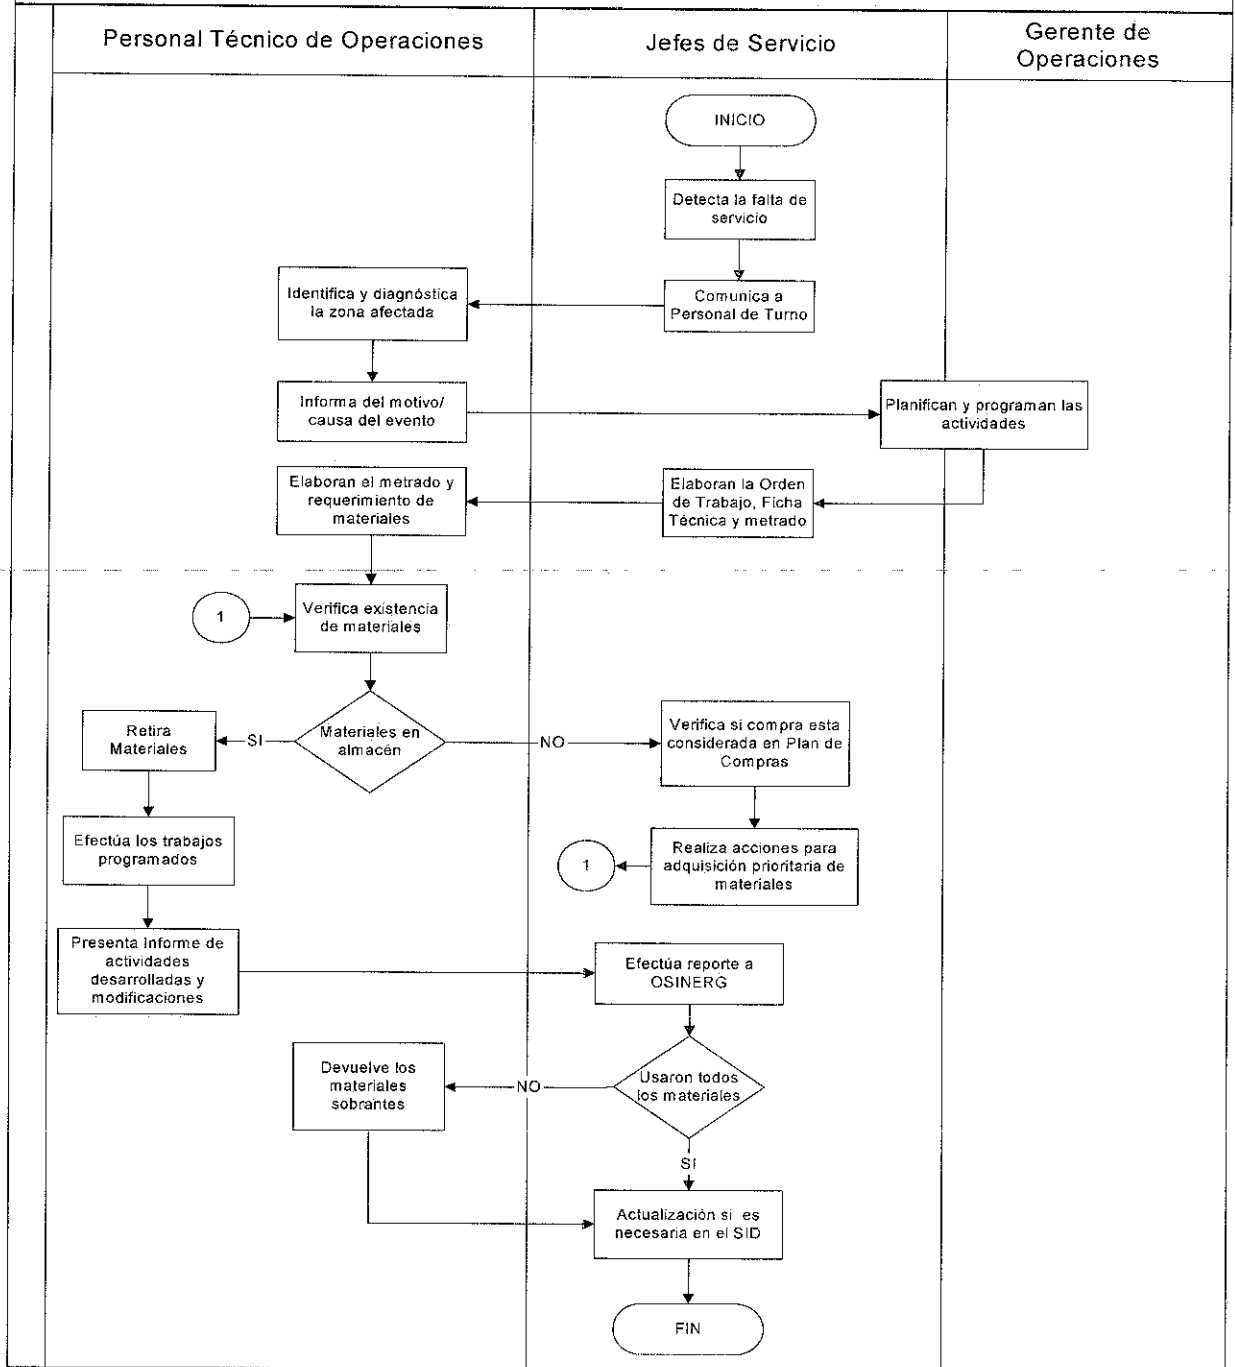 Personal Técnico de Operaciones
Jefes de Servicio
Gerente de
Operaciones
INICIO
Detecta la falta de
servicio
Comunica a
Personal de Turno
Identifica y diagnóstica
la zona afectada
Informa del motivo/
causa del evento
Planifican y programan las
actividades
Elaboran la Orden
de Trabajo, Ficha
Técnica y metrado
Elaboran el metrado y
requerimiento de
materiales
1
Verifica existencia
de materiales
Materiales en
almacén
SI
NO
Retira
Materiales
Verifica si compra esta
considerada en Plan de
Compras
Efectúa los trabajos
programados
Realiza acciones para
adquisición prioritaria de
materiales
1
Presenta Informe de
actividades
desarrolladas y
modificaciones
Efectúa reporte a
OSINERG
Usaron todos
los materiales
NO
Devuelve los
materiales
sobrantes
SI
Actualización si es
necesaria en el SID
FIN